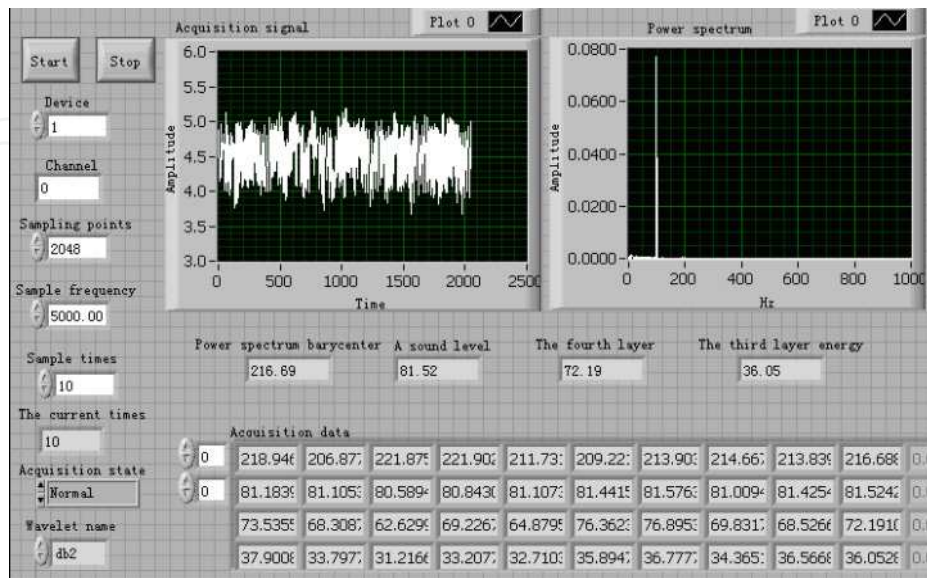 Acquisition signal
Plot 0
Power spectrum
Plot 0
Start
Stop
Device
1
Channel
0
Sampling points
2048
Sample frequency
5000.00
Sample times
10
The current times
10
Acquisition state
Normal
Wavelet name
db2
Amplitude
6.0
5.5
5.0
4.5
4.0
3.5
3.0
0 500 1000 1500 2000 2500
Time
Amplitude
0.0800
0.0600
0.0400
0.0200
0.0000
0 200 400 600 800 1000
Hz
Power spectrum barycenter
216.69
A sound level
81.52
The fourth layer
72.19
The third layer energy
36.05
Acquisition data
0
0
218.946 206.877 221.875 221.902 211.73 209.22 213.903 214.667 213.839 216.688
81.1839 81.1053 80.5894 80.8430 81.1073 81.4415 81.5763 81.0094 81.4254 81.5242
73.5355 68.3087 62.6299 69.2267 64.8795 76.3623 76.8953 69.8317 68.5266 72.1910
37.9008 33.7977 31.2166 33.2077 32.7103 35.8947 36.7777 34.365 36.5668 36.0528